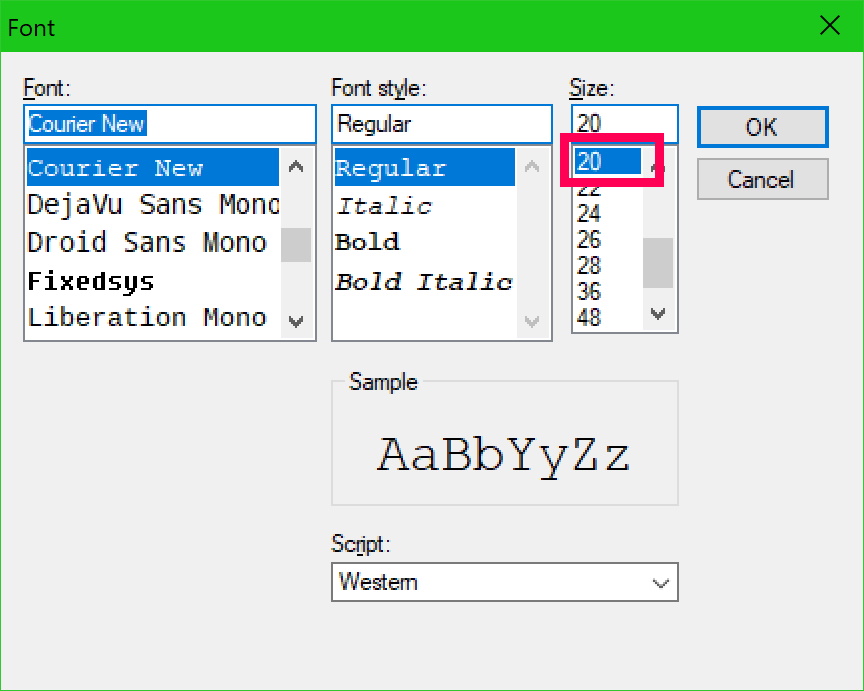 Font
Font:
Courier New
Courier New
DejaVu Sans Mono
Droid Sans Mono
Fixedsys
Liberation Mono
Font style:
Regular
Regular
Italic
Bold
Bold Italic
Size:
20
20
22
24
26
28
36
48
OK
Cancel
Sample
AaBbYyZz
Script:
Western